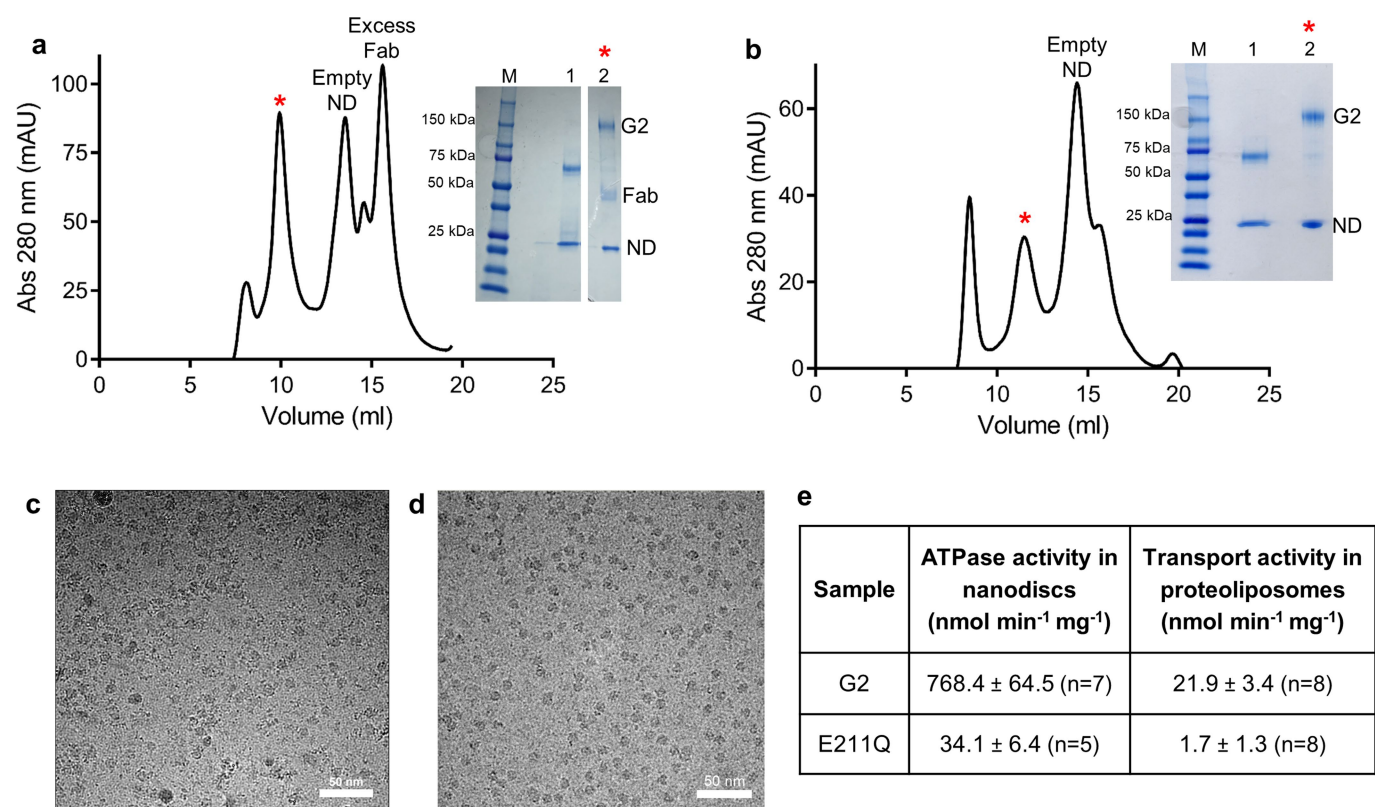 a
Excess
Fab
Empty
ND
*
100
75
50
25
0
0 5 10 15 20 25
Abs 280 nm (mAU)
Volume (ml)
*
M 1 2
150 kDa
75 kDa
50 kDa
25 kDa
G2
Fab
ND
b
Empty
ND
*
60
40
20
0
0 5 10 15 20 25
Abs 280 nm (mAU)
Volume (ml)
*
M 1 2
150 kDa
75 kDa
50 kDa
25 kDa
G2
ND
c
50 nm
d
50 nm
e
Sample
ATPase activity in
nanodiscs
(nmol min⁻¹ mg⁻¹)
Transport activity in
proteoliposomes
(nmol min⁻¹ mg⁻¹)
G2 768.4 ± 64.5 (n=7) 21.9 ± 3.4 (n=8)
E211Q 34.1 ± 6.4 (n=5) 1.7 ± 1.3 (n=8)